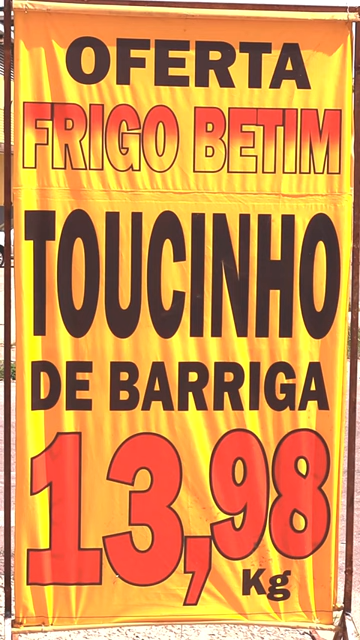 OFERTA
FRIGO BETIM
TOUCINHO
DE BARRIGA
13,98
Kg